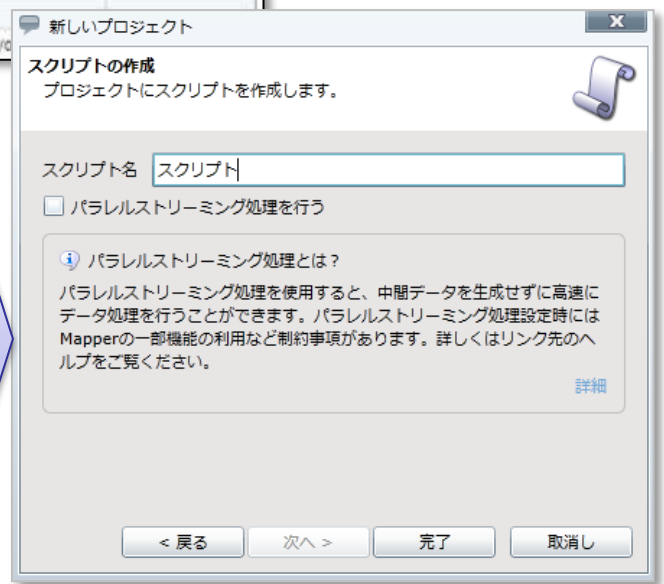 新しいプロジェクト
スクリプトの作成
プロジェクトにスクリプトを作成します。
スクリプト名 スクリプト
パラレルストリーミング処理を行う
パラレルストリーミング処理とは？
パラレルストリーミング処理を使用すると、中間データを生成せずに高速に
データ処理を行うことができます。パラレルストリーミング処理設定時には
Mapperの一部機能の利用など制約事項があります。詳しくはリンク先のヘ
ルプをご覧ください。
詳細
< 戻る 次へ > 完了 取消し